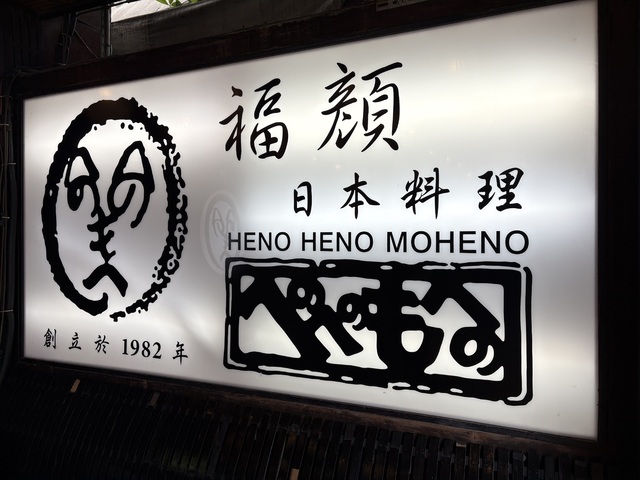 福顏
日本料理
HENO HENO MOHENO
へのへのもへの
創立於 1982 年